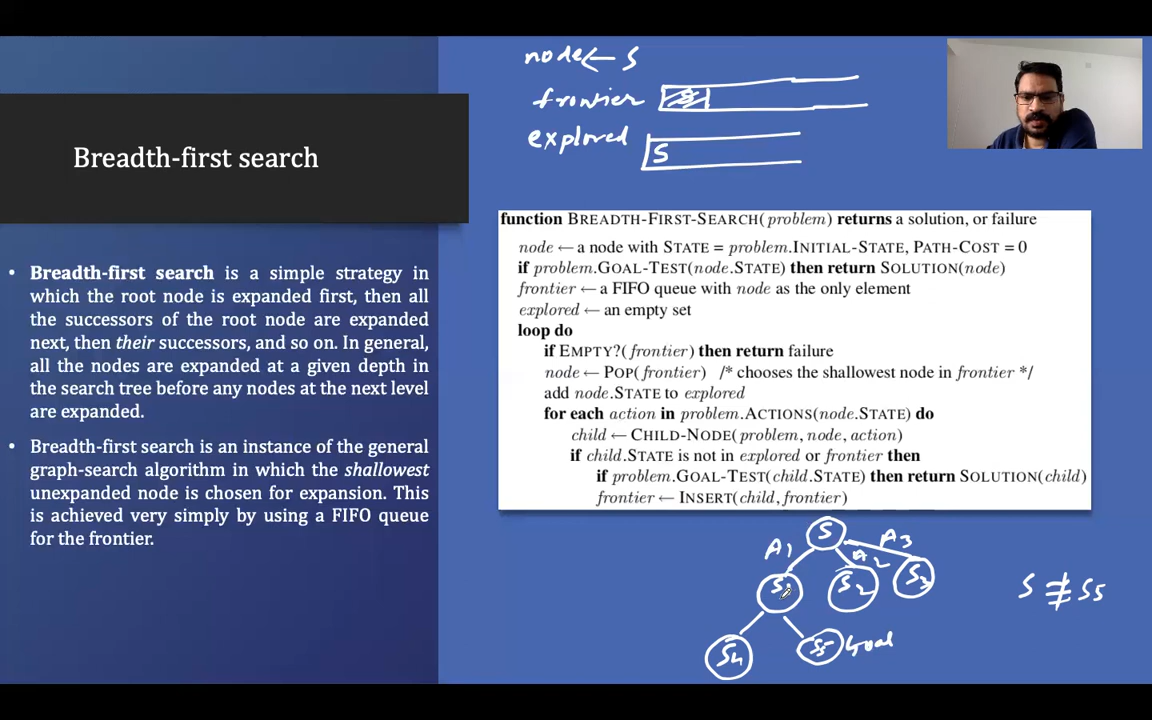 node ← S
frontier S
explored S
Breadth-first search
• Breadth-first search is a simple strategy in
which the root node is expanded first, then all
the successors of the root node are expanded
next, then their successors, and so on. In general,
all the nodes are expanded at a given depth in
the search tree before any nodes at the next level
are expanded.
• Breadth-first search is an instance of the general
graph-search algorithm in which the shallowest
unexpanded node is chosen for expansion. This
is achieved very simply by using a FIFO queue
for the frontier.
function BREADTH-FIRST-SEARCH(problem) returns a solution, or failure
node ← a node with STATE = problem.INITIAL-STATE, PATH-COST = 0
if problem.GOAL-TEST(node.STATE) then return SOLUTION(node)
frontier ← a FIFO queue with node as the only element
explored ← an empty set
loop do
if EMPTY?(frontier) then return failure
node ← POP(frontier) /* chooses the shallowest node in frontier */
add node.STATE to explored
for each action in problem.ACTIONS(node.STATE) do
child ← CHILD-NODE(problem, node, action)
if child.STATE is not in explored or frontier then
if problem.GOAL-TEST(child.STATE) then return SOLUTION(child)
frontier ← INSERT(child, frontier)
S
A1 A2 A3
S1 S2 S3
S ≠ S5
S4 S5 Goal